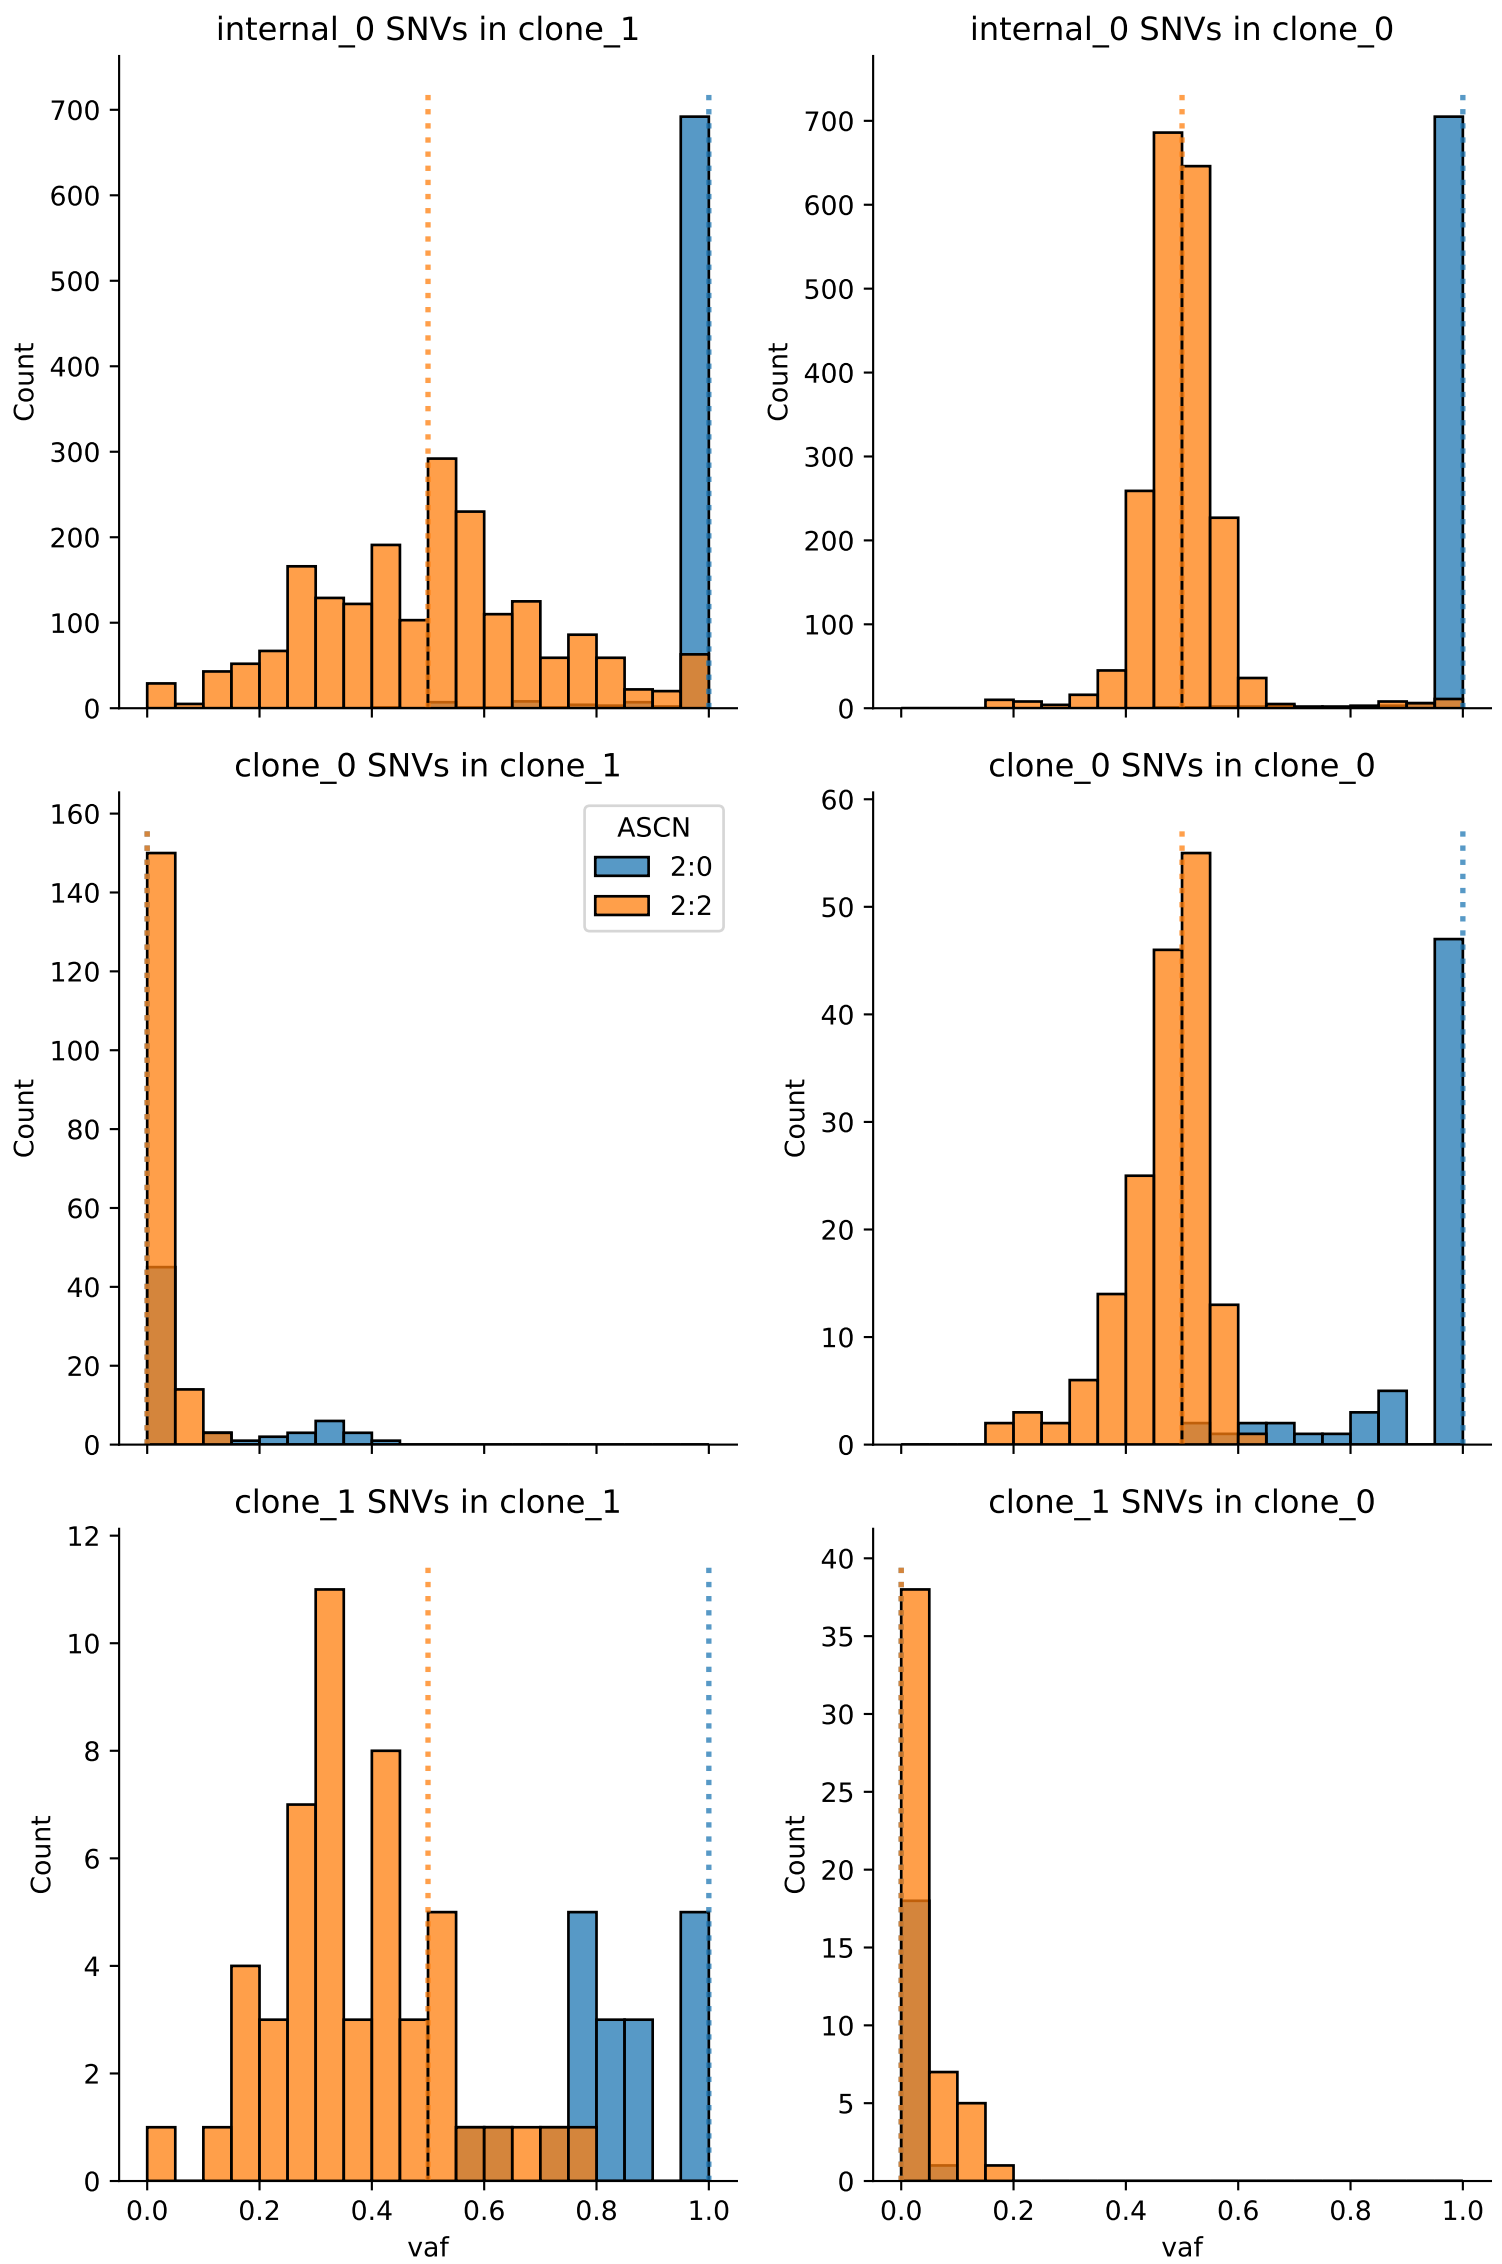 internal_0 SNVs in clone_1
700
600
500
400
300
200
100
0
Count
internal_0 SNVs in clone_0
700
600
500
400
300
200
100
0
Count
clone_0 SNVs in clone_1
160
140
120
100
80
60
40
20
0
Count
ASCN
2:0
2:2
clone_0 SNVs in clone_0
60
50
40
30
20
10
0
Count
clone_1 SNVs in clone_1
12
10
8
6
4
2
0
Count
0.0 0.2 0.4 0.6 0.8 1.0
vaf
clone_1 SNVs in clone_0
40
35
30
25
20
15
10
5
0
Count
0.0 0.2 0.4 0.6 0.8 1.0
vaf